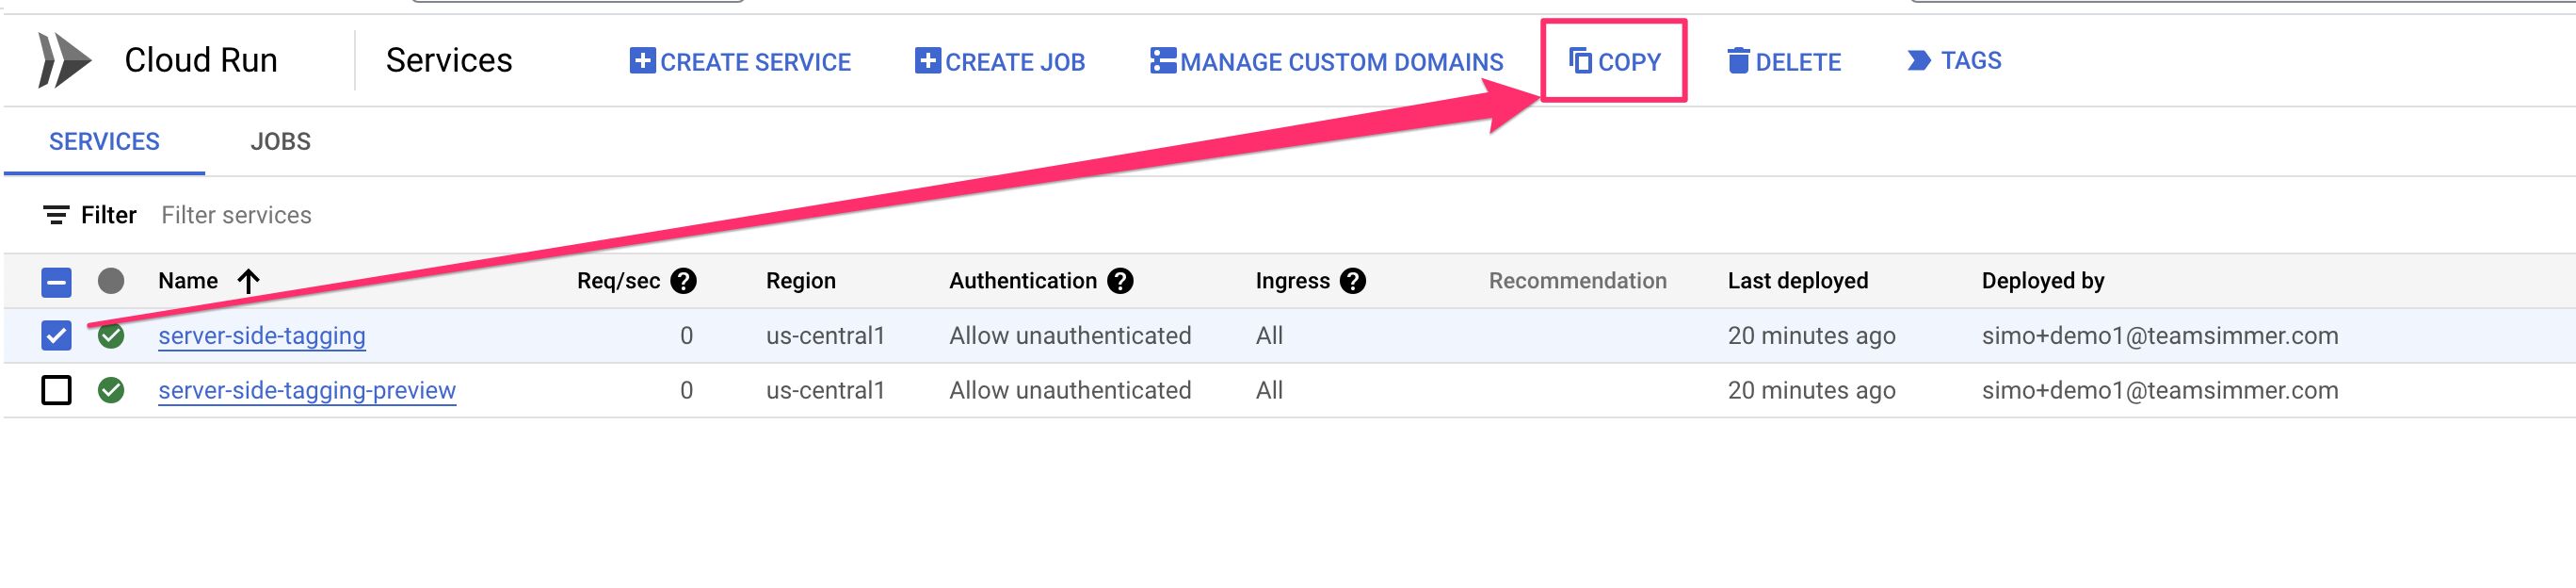 Cloud Run Services CREATE SERVICE CREATE JOB MANAGE CUSTOM DOMAINS COPY DELETE TAGS
SERVICES JOBS
Filter Filter services
Name Req/sec ? Region Authentication ? Ingress ? Recommendation Last deployed Deployed by
server-side-tagging 0 us-central1 Allow unauthenticated All 20 minutes ago simo+demo1@teamsimmer.com
server-side-tagging-preview 0 us-central1 Allow unauthenticated All 20 minutes ago simo+demo1@teamsimmer.com